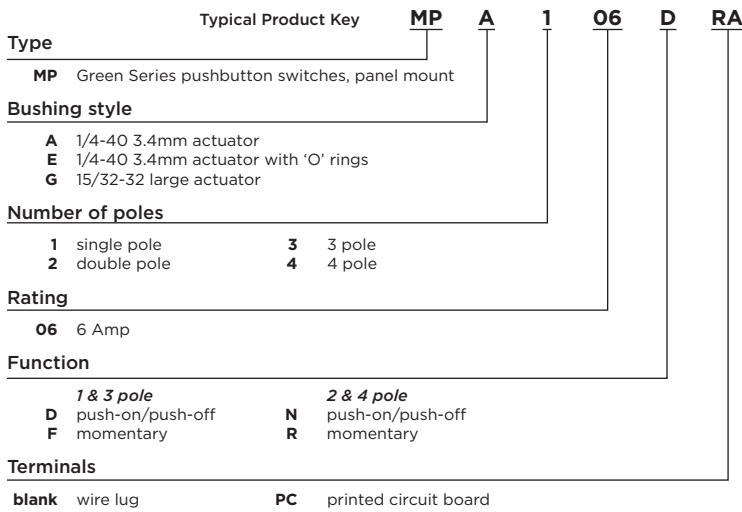 Typical Product Key MP A 1 06 D RA
Type
MP Green Series pushbutton switches, panel mount
Bushing style
A 1/4-40 3.4mm actuator
E 1/4-40 3.4mm actuator with ‘O’ rings
G 15/32-32 large actuator
Number of poles
1 single pole 3 3 pole
2 double pole 4 4 pole
Rating
06 6 Amp
Function
1 & 3 pole 2 & 4 pole
D push-on/push-off N push-on/push-off
F momentary R momentary
Terminals
blank wire lug PC printed circuit board